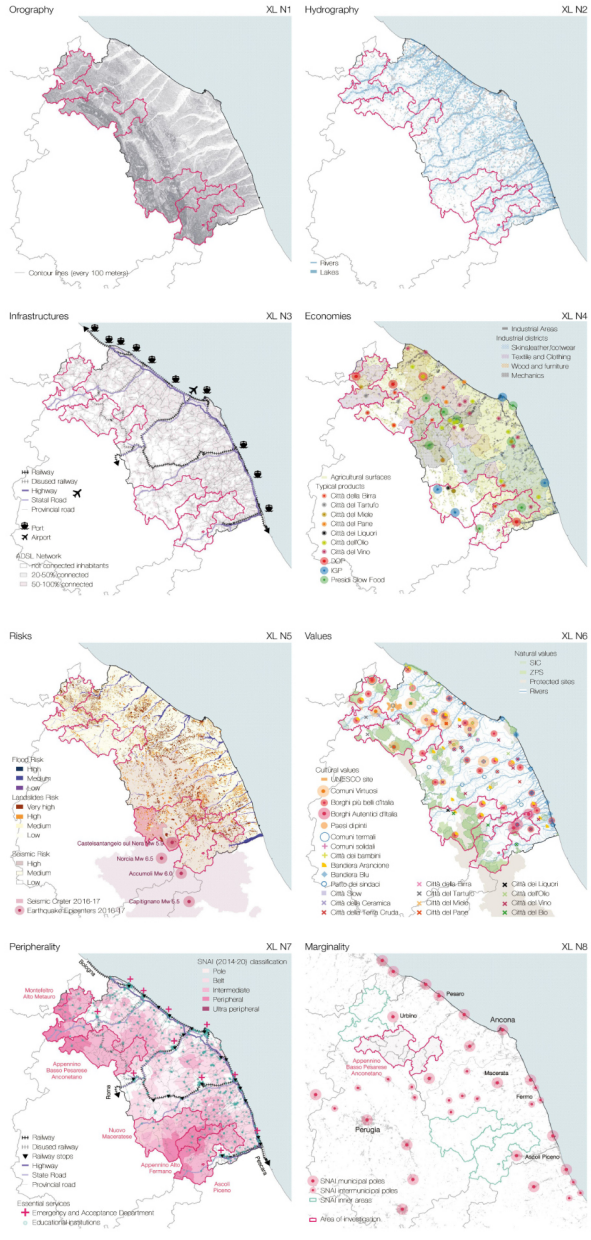 Orography
XL N1
Contour lines (every 100 meters)
Hydrography
XL N2
Rivers
Lakes
Infrastructures
XL N3
Railway
Disused railway
Highway
Statal Road
Provincial road
Port
Airport
ADSL Network
not connected inhabitants
20-50% connected
50-100% connected
Economies
XL N4
Industrial Areas
Industrial districts
Skins/leather/footwear
Textile and Clothing
Wood and furniture
Mechanics
Agricultural surfaces
Typical products
Città della Birra
Città del Tartufo
Città del Miele
Città del Pane
Città dei Liquori
Città dell'Olio
Città del Vino
DOP
IGP
Presidi Slow Food
Risks
XL N5
Flood Risk
High
Medium
Low
Landslides Risk
Very high
High
Medium
Low
Seismic Risk
High
Medium
Low
Seismic Crater 2016-17
Earthquake Epicenters 2016-17
Castelsantangelo sul Nera Mw 5.9
Norcia Mw 6.5
Accumoli Mw 6.0
Capitignano Mw 5.5
Values
XL N6
Natural values
SIC
ZPS
Protected sites
Rivers
Cultural values
UNESCO site
Comuni Virtuosi
Borghi più belli d'Italia
Borghi Autentici d'Italia
Paesi dipinti
Comuni termali
Comuni solidali
Città dei bambini
Bandiera Arancione
Bandiera Blu
Patto dei sindaci
Città Slow
Città della Ceramica
Città della Terra Cruda
Città della Birra
Città del Tartufo
Città del Miele
Città del Pane
Città dei Liquori
Città dell'Olio
Città del Vino
Città del Bio
Peripherality
XL N7
SNAI (2014-20) classification
Pole
Belt
Intermediate
Peripheral
Ultra peripheral
Bologna
Montefeltro
Alto Metauro
Appennino
Basso Pesarese
Anconetano
Roma
Nuovo
Maceratese
Appennino Alto
Fermano
Ascoli
Piceno
Pescara
Railway
Disused railway
Railway stops
Highway
State Road
Provincial road
Essential services
Emergency and Acceptance Department
Educational institutions
Marginality
XL N8
Pesaro
Urbino
Ancona
Appennino
Basso Pesarese
Anconetano
Macerata
Fermo
Perugia
Ascoli Piceno
SNAI municipal poles
SNAI intermunicipal poles
SNAI inner areas
Area of investigation